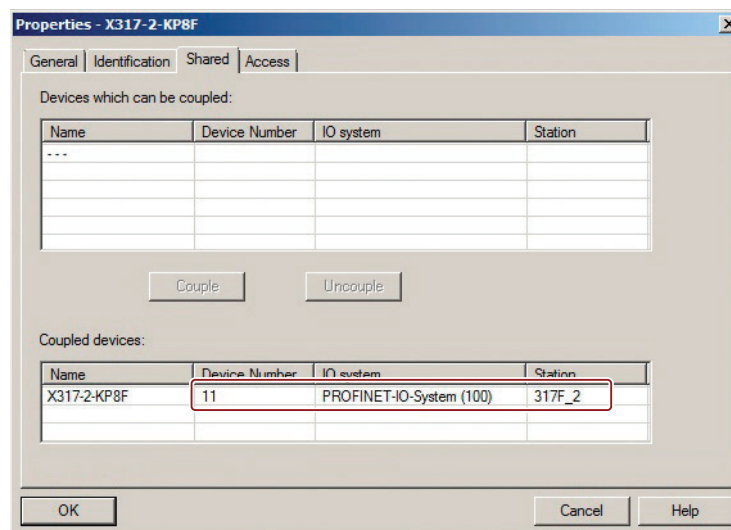 Properties - X317-2-KP8F
General Identification Shared Access
Devices which can be coupled:
Name Device Number IO system Station
---
Couple Uncouple
Coupled devices:
Name Device Number IO system Station
X317-2-KP8F 11 PROFINET-IO-System (100) 317F_2
OK Cancel Help